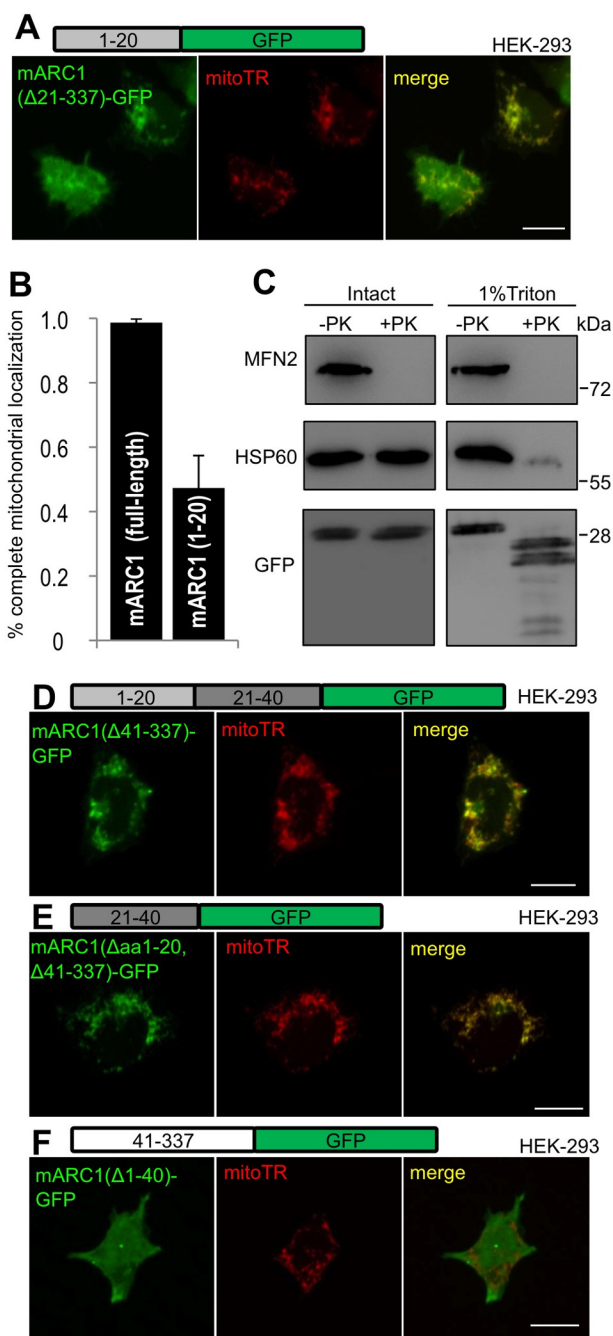 A
1-20 GFP
HEK-293
mARC1
(Δ21-337)-GFP
mitoTR
merge
B
% complete mitochondrial localization
1.0
0.8
0.6
0.4
0.2
0
mARC1 (full-length)
mARC1 (1-20)
C
Intact 1%Triton
-PK +PK -PK +PK kDa
MFN2
-72
HSP60
-55
-28
GFP
D
1-20 21-40 GFP
HEK-293
mARC1(Δ41-337)-
GFP
mitoTR
merge
E
21-40 GFP
HEK-293
mARC1(Δaa1-20,
Δ41-337)-GFP
mitoTR
merge
F
41-337 GFP
HEK-293
mARC1(Δ1-40)-
GFP
mitoTR
merge